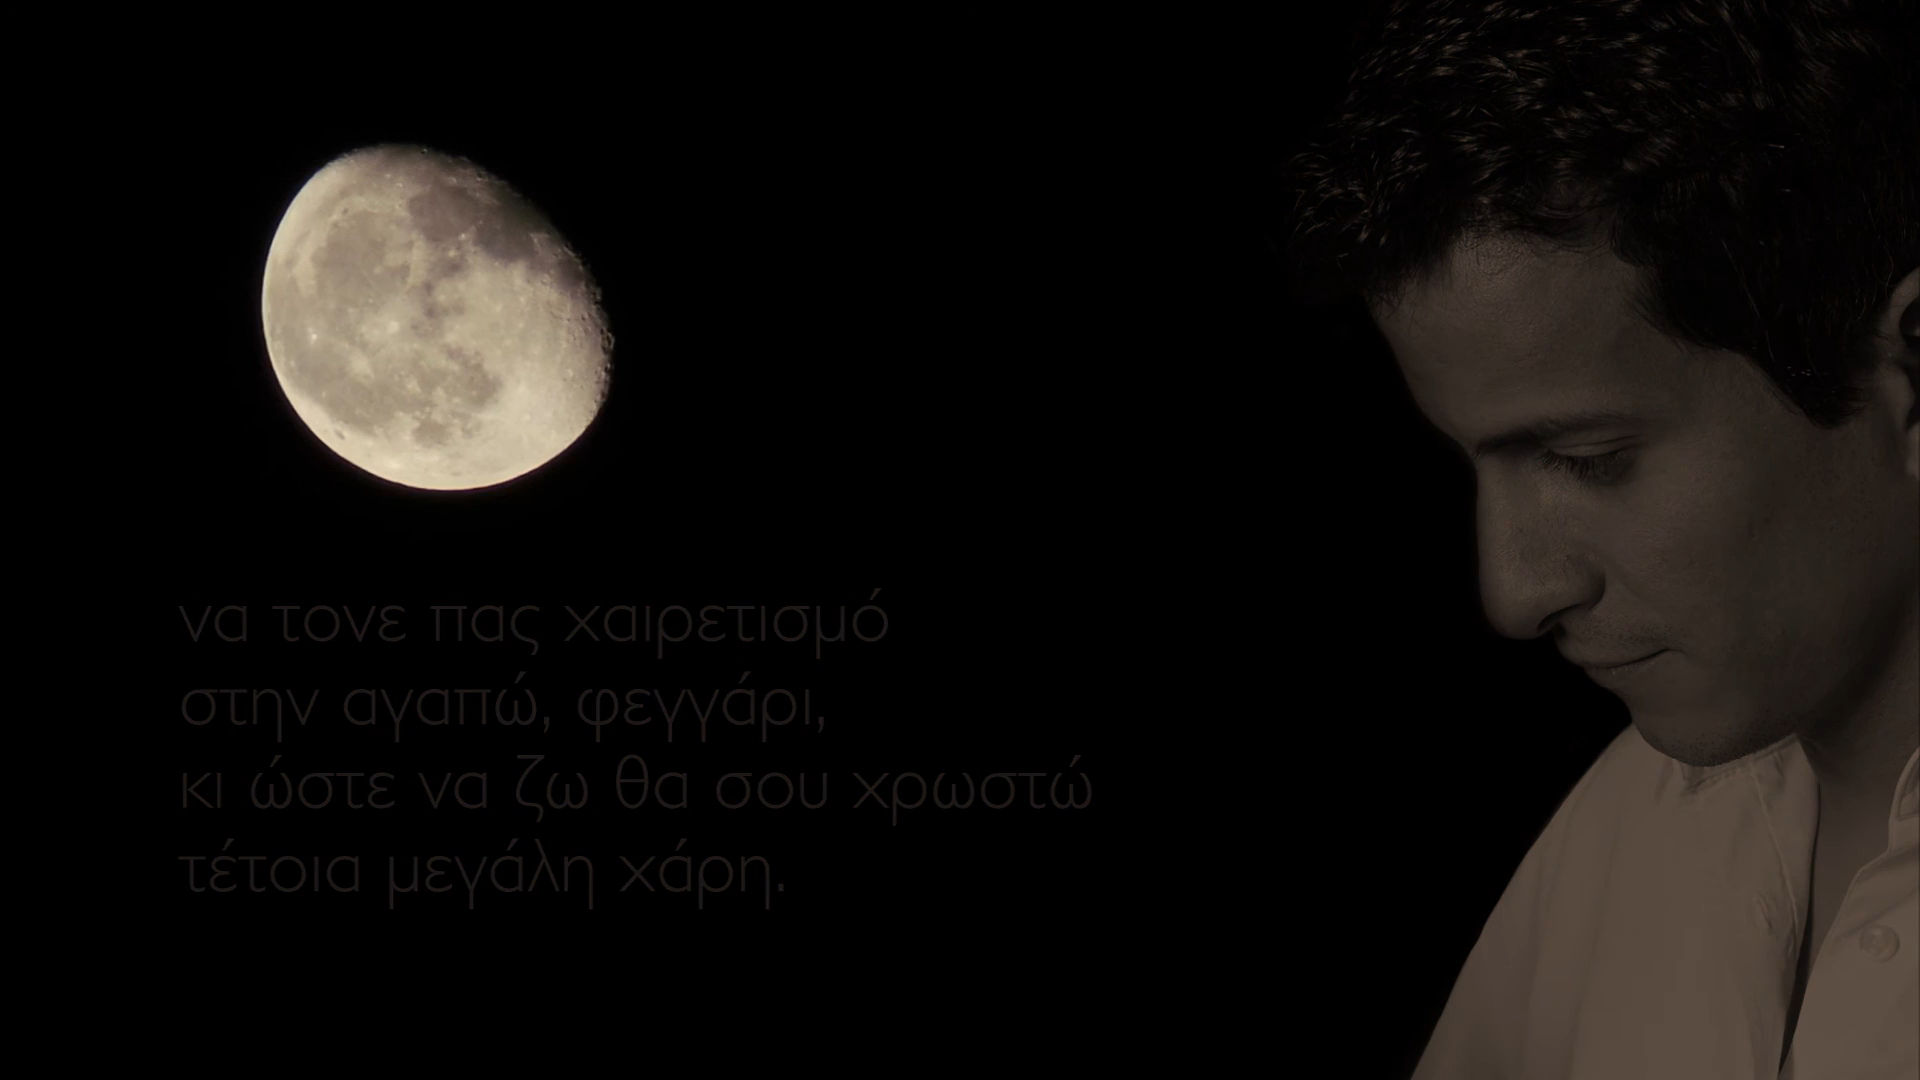 να τονε πας χαιρετισμό
στην αγαπώ, φεγγάρι,
κι ώστε να ζω θα σου χρωστώ
τέτοια μεγάλη χάρη.